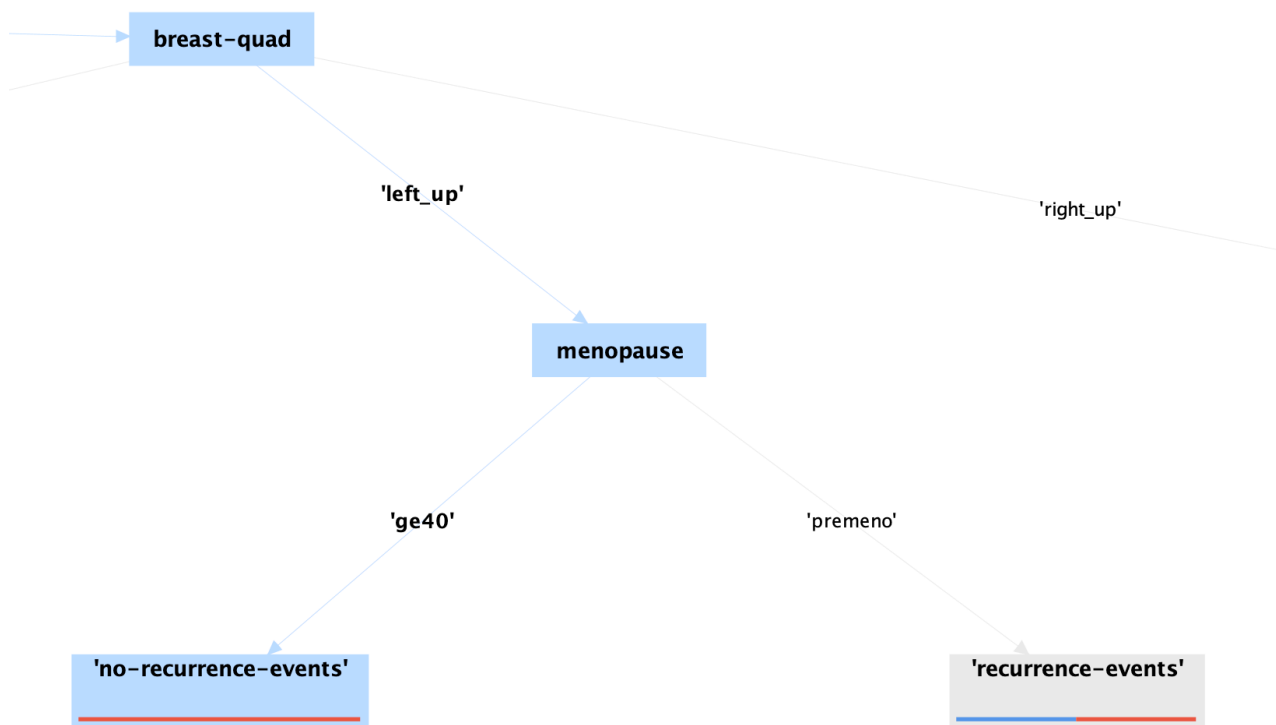 breast-quad
'left_up'
'right_up'
menopause
'ge40'
'premeno'
'no-recurrence-events'
'recurrence-events'